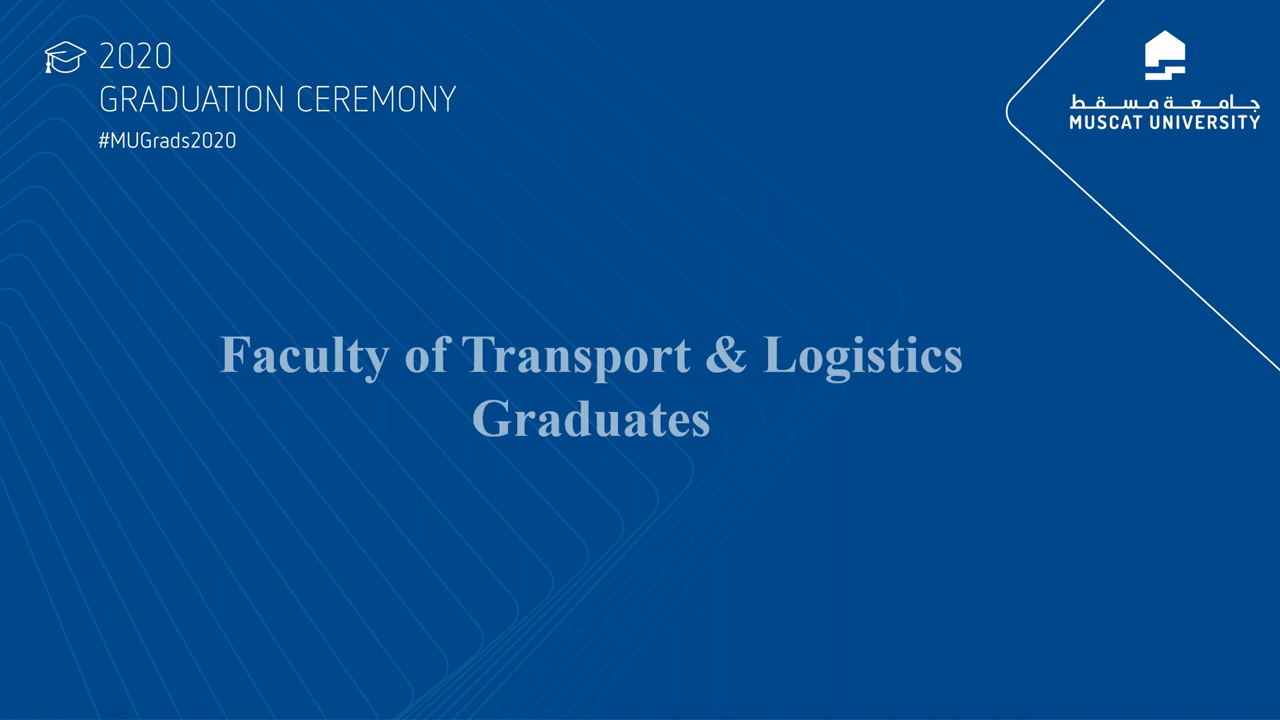 2020
GRADUATION CEREMONY
#MUGrads2020
جامعة مسقط
MUSCAT UNIVERSITY
Faculty of Transport & Logistics
Graduates